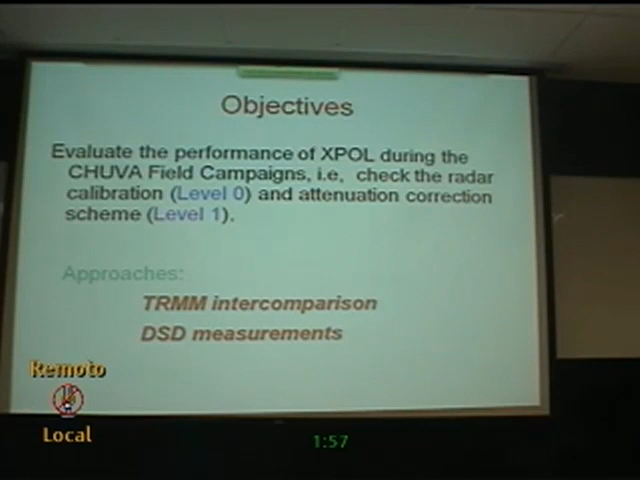 Objectives
Evaluate the performance of XPOL during the
CHUVA Field Campaigns, i.e, check the radar
calibration (Level 0) and attenuation correction
scheme (Level 1).
Approaches:
TRMM intercomparison
DSD measurements
Remoto
Local
1:57